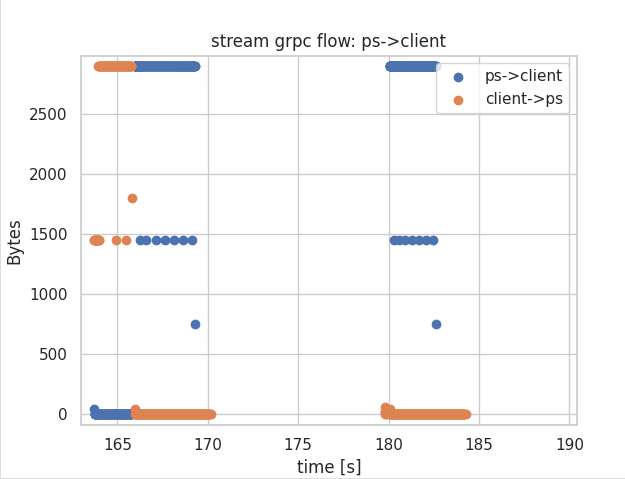 stream grpc flow: ps->client
ps->client
client->ps
2500
2000
1500
1000
500
0
Bytes
165 170 175 180 185 190
time [s]